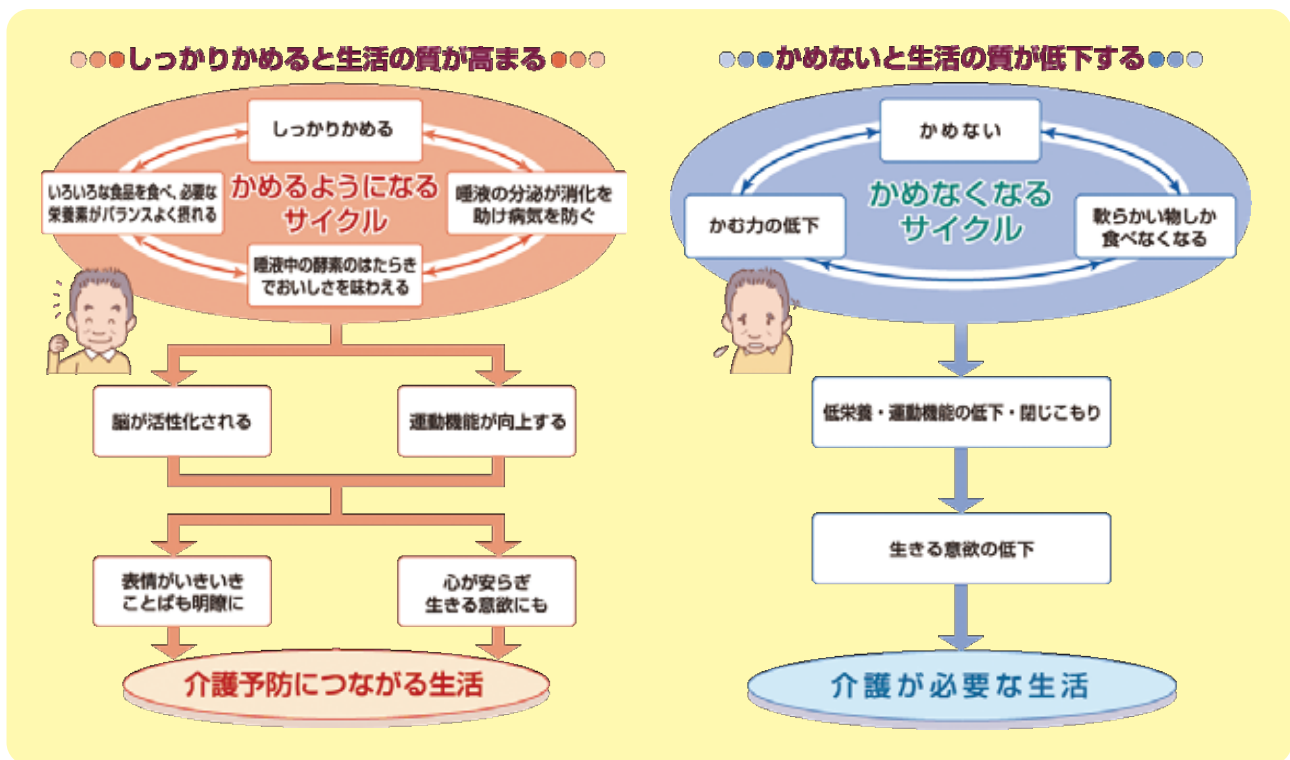 しっかりかめると生活の質が高まる
しっかりかめる
いろいろな食品を食べ、必要な
栄養素がバランスよく摂れる
かめるようになる
サイクル
唾液の分泌が消化を
助け病気を防ぐ
唾液中の酵素のはたらき
でおいしさを味わえる
脳が活性化される
運動機能が向上する
表情がいきいき
ことばも明瞭に
心が安らぎ
生きる意欲にも
介護予防につながる生活
かめないと生活の質が低下する
かめない
かむ力の低下
かめなくなる
サイクル
軟らかい物しか
食べなくなる
低栄養・運動機能の低下・閉じこもり
生きる意欲の低下
介護が必要な生活